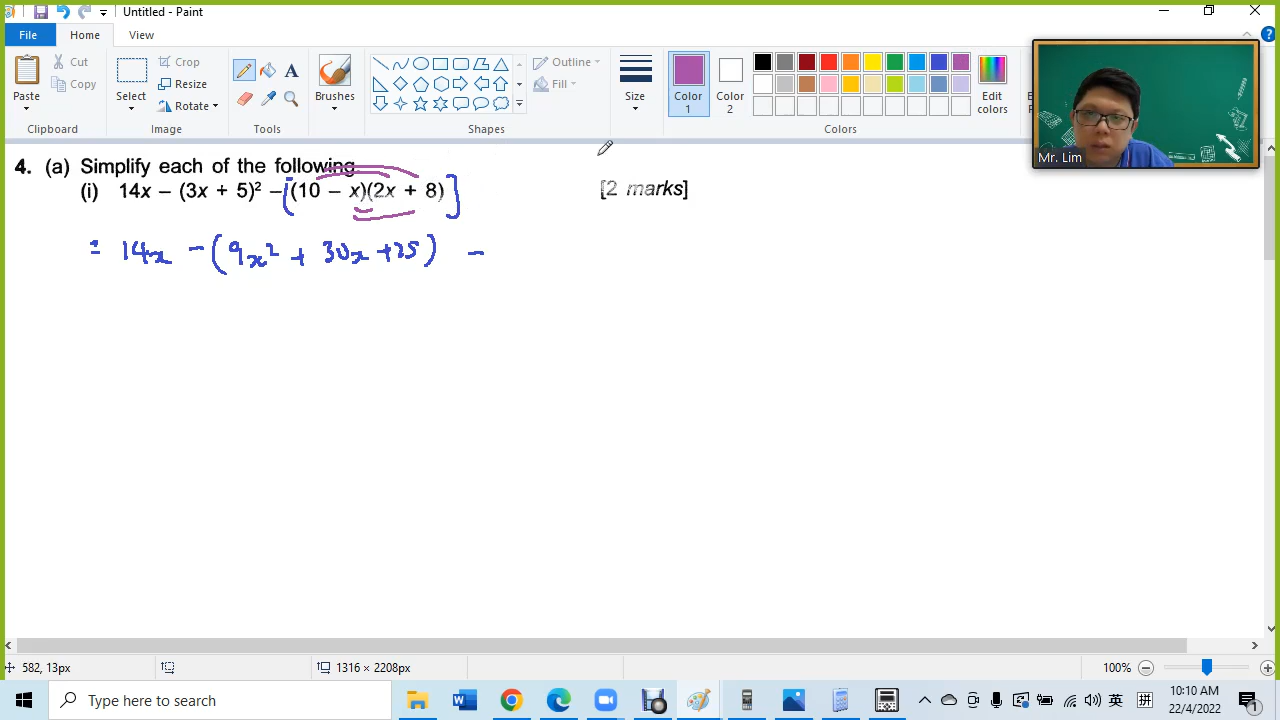 Untitled - Paint
File Home View
Paste Cut Copy Clipboard
Select Crop Resize Rotate Image
Tools
Brushes
Outline Fill Shapes
Size
Color 1 Color 2 Edit colors Colors
Mr. Lim
4. (a) Simplify each of the following
(i) 14x − (3x + 5)² − [(10 − x)(2x + 8)] [2 marks]
= 14x − (9x² + 30x + 25) −
582, 13px 1316 × 2208px 100%
Type here to search 英 拼 10:10 AM 22/4/2022 1